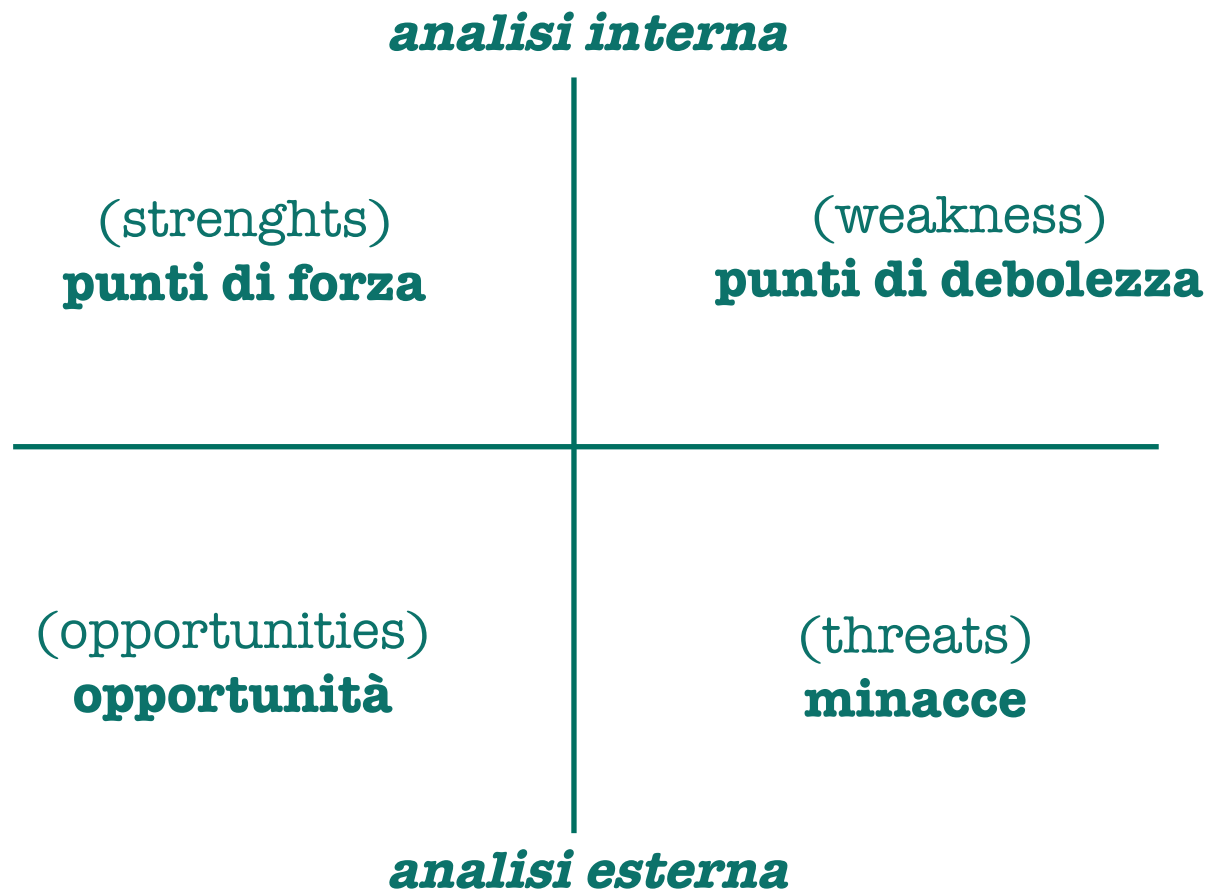 analisi interna
(strenghts)
punti di forza
(weakness)
punti di debolezza
(opportunities)
opportunità
(threats)
minacce
analisi esterna